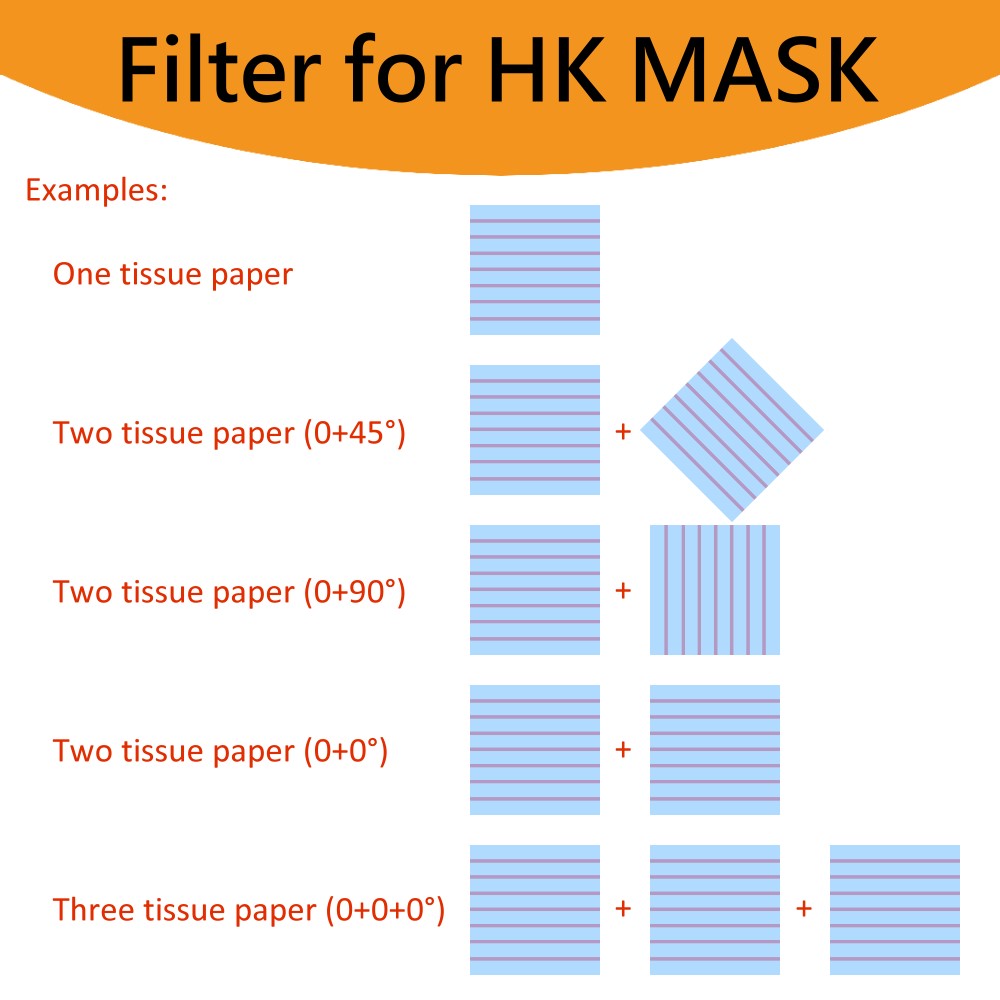 Filter for HK MASK
Examples:
One tissue paper
Two tissue paper (0+45°)
+
Two tissue paper (0+90°)
+
Two tissue paper (0+0°)
+
Three tissue paper (0+0+0°)
+ +